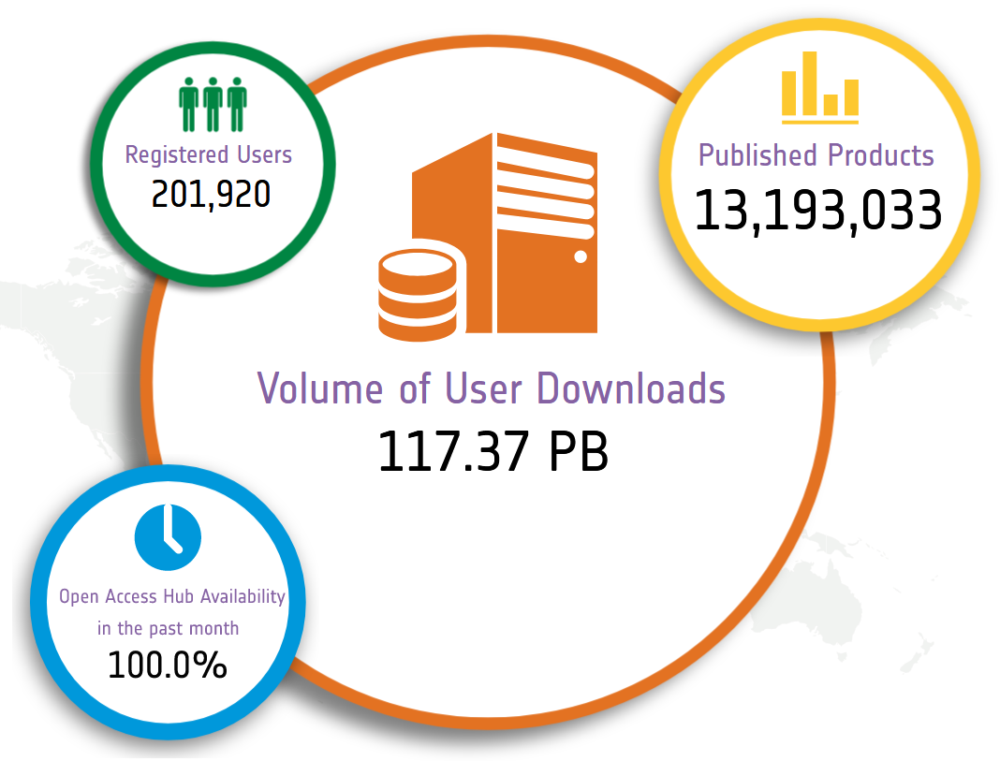 Registered Users
201,920
Published Products
13,193,033
Volume of User Downloads
117.37 PB
Open Access Hub Availability
in the past month
100.0%